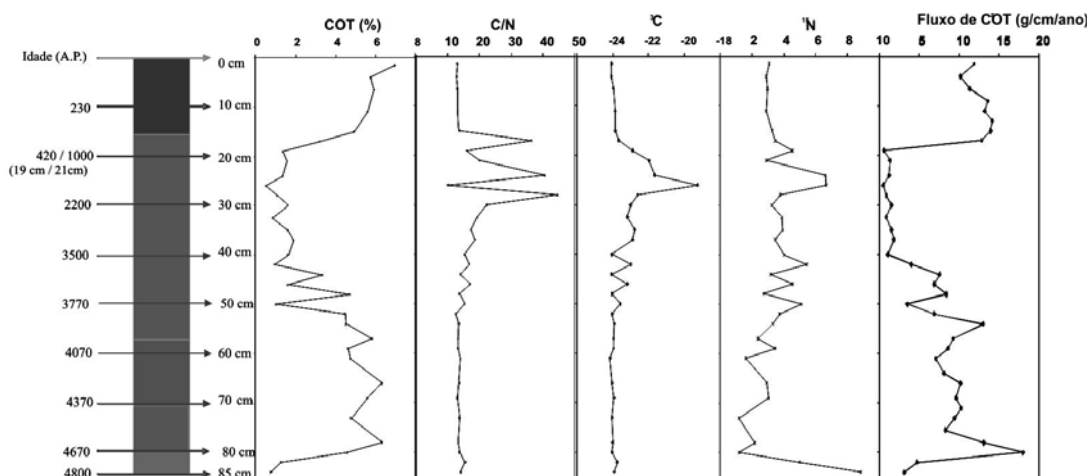 COT (%) C/N ¹³C ¹⁵N Fluxo de COT (g/cm/ano)
0 2 4 6 8 10 20 30 40 50 -24 -22 -20 -18 2 4 6 8 10 10 15 20
Idade (A.P.) 0 cm
230 10 cm
420 / 1000 20 cm
(19 cm / 21cm)
2200 30 cm
3500 40 cm
3770 50 cm
4070 60 cm
4370 70 cm
4670 80 cm
4800 85 cm